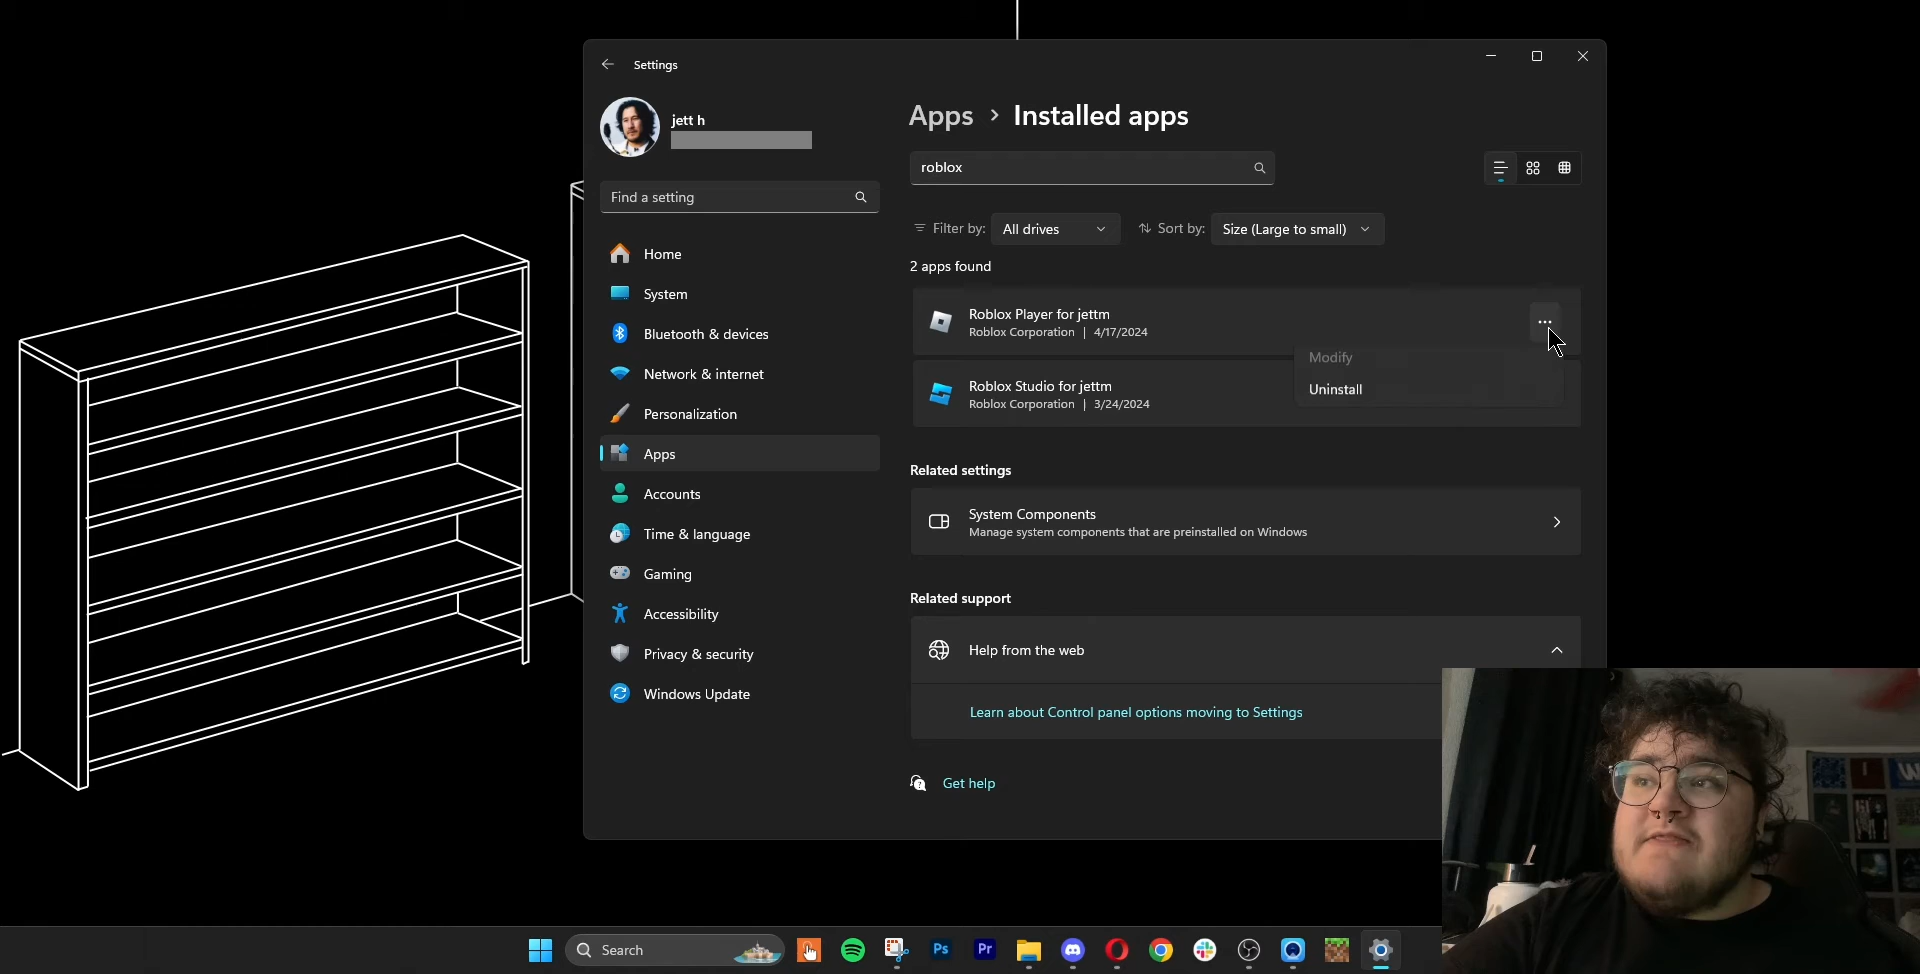 Settings
jett h
Find a setting
Home
System
Bluetooth & devices
Network & internet
Personalization
Apps
Accounts
Time & language
Gaming
Accessibility
Privacy & security
Windows Update
Apps > Installed apps
roblox
Filter by: All drives Sort by: Size (Large to small)
2 apps found
Roblox Player for jettm
Roblox Corporation | 4/17/2024
Modify
Uninstall
Roblox Studio for jettm
Roblox Corporation | 3/24/2024
Related settings
System Components
Manage system components that are preinstalled on Windows
Related support
Help from the web
Learn about Control panel options moving to Settings
Get help
Search
Ps
Pr